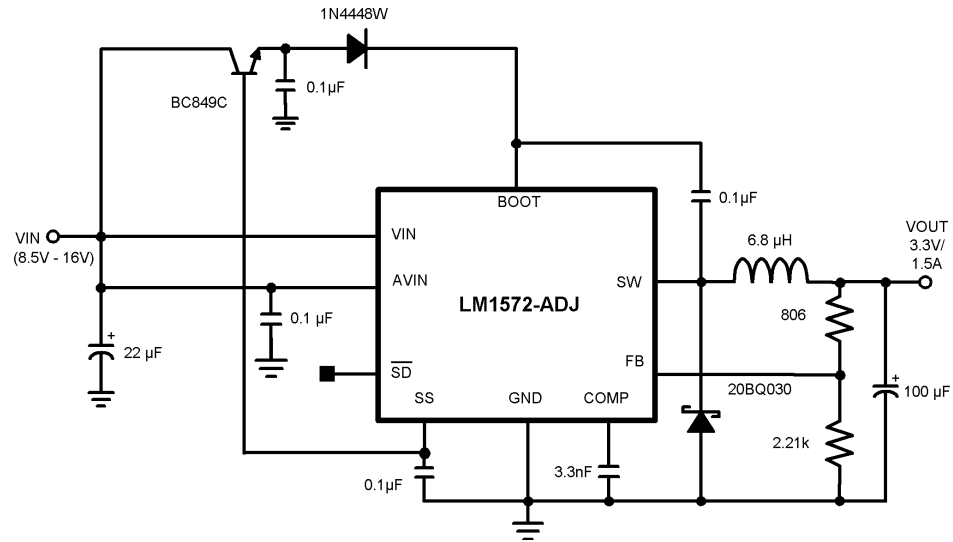 1N4448W
BC849C
0.1µF
BOOT
0.1µF
VIN
(8.5V - 16V)
VIN
AVIN
SW
LM1572-ADJ
6.8 µH
VOUT
3.3V/
1.5A
806
0.1 µF
+
22 µF
SD
FB
20BQ030
+
100 µF
SS
GND
COMP
2.21k
0.1µF
3.3nF